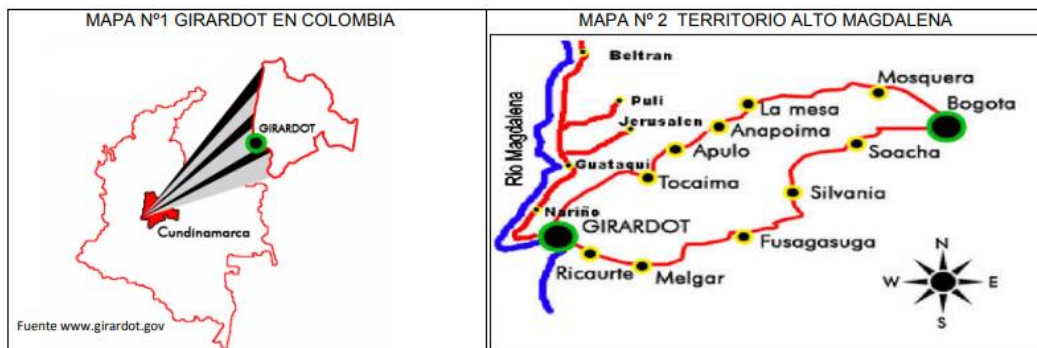 MAPA Nº1 GIRARDOT EN COLOMBIA
GIRARDOT
Cundinamarca
Fuente www.girardot.gov
MAPA Nº 2 TERRITORIO ALTO MAGDALENA
Beltran
Mosquera
Puli
La mesa
Bogota
Jerusalen
Anapoima
Rio Magdalena
Apulo
Soacha
Guataqui
Tocaima
Silvania
Nariño
GIRARDOT
Fusagasuga
Ricaurte
Melgar
N
W
E
S